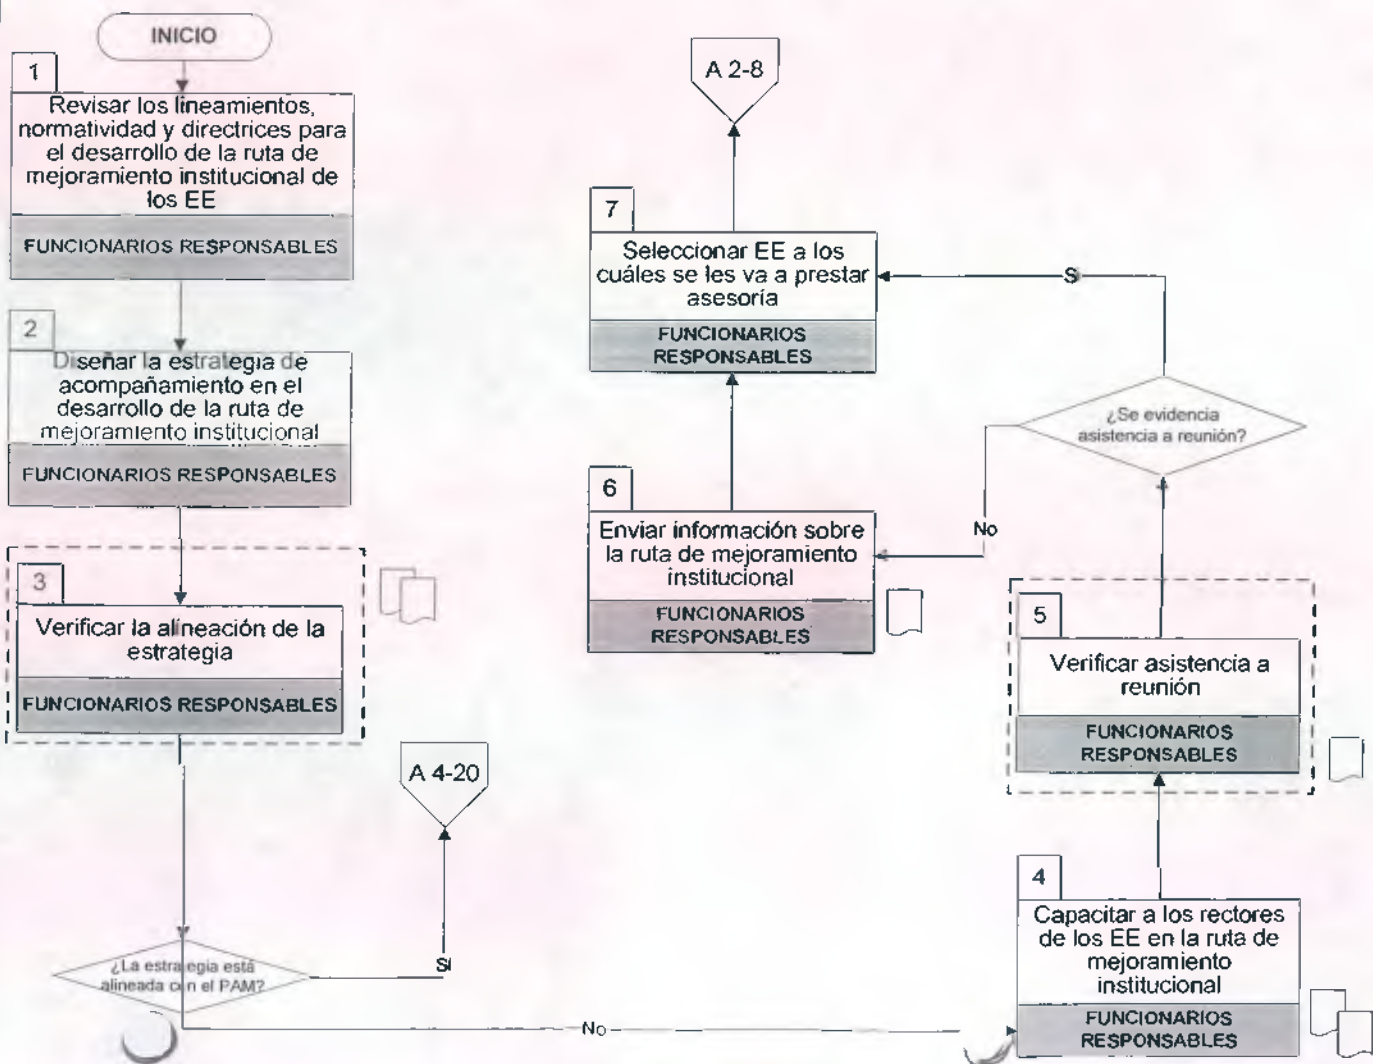 INICIO
1
Revisar los lineamientos,
normatividad y directrices para
el desarrollo de la ruta de
mejoramiento institucional de
los EE
FUNCIONARIOS RESPONSABLES
2
Diseñar la estrategia de
acompañamiento en el
desarrollo de la ruta de
mejoramiento institucional
FUNCIONARIOS RESPONSABLES
3
Verificar la alineación de la
estrategia
FUNCIONARIOS RESPONSABLES
¿La estrategia está
alineada con el PAM?
Sí
A 4-20
No
4
Capacitar a los rectores
de los EE en la ruta de
mejoramiento
institucional
FUNCIONARIOS
RESPONSABLES
5
Verificar asistencia a
reunión
FUNCIONARIOS
RESPONSABLES
¿Se evidencia
asistencia a reunión?
No
Sí
6
Enviar información sobre
la ruta de mejoramiento
institucional
FUNCIONARIOS
RESPONSABLES
7
Seleccionar EE a los
cuáles se les va a prestar
asesoría
FUNCIONARIOS
RESPONSABLES
A 2-8